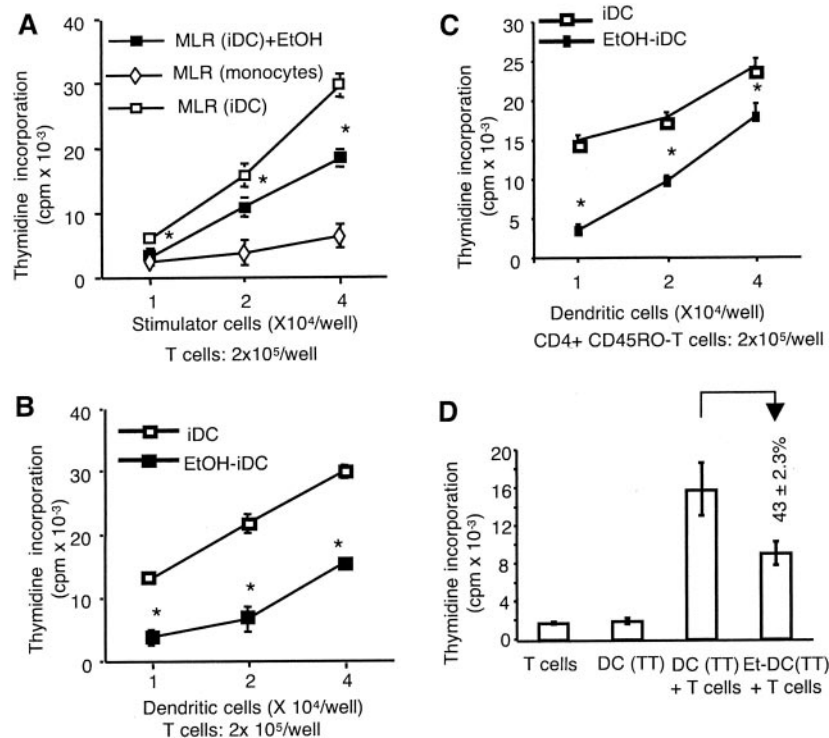 A
MLR (iDC)+EtOH
MLR (monocytes)
MLR (iDC)
Thymidine incorporation
(cpm x 10-3)
40
30
20
10
0
*
*
*
1
2
4
Stimulator cells (X10⁴/well)
T cells: 2x10⁵/well
B
iDC
EtOH-iDC
Thymidine incorporation
(cpm x 10⁻³)
40
30
20
10
0
*
*
*
1
2
4
Dendritic cells (X 10⁴/well)
T cells: 2x 10⁵/well
C
iDC
EtOH-iDC
Thymidine incorporation
(cpm x 10⁻³)
30
25
20
15
10
5
0
*
*
*
1
2
4
Dendritic cells (X10⁴/well)
CD4+ CD45RO-T cells: 2x10⁵/well
D
Thymidine incorporation
(cpm x 10⁻³)
20
16
12
8
4
0
43 ± 2.3%
T cells
DC (TT)
DC (TT)
+ T cells
Et-DC(TT)
+ T cells